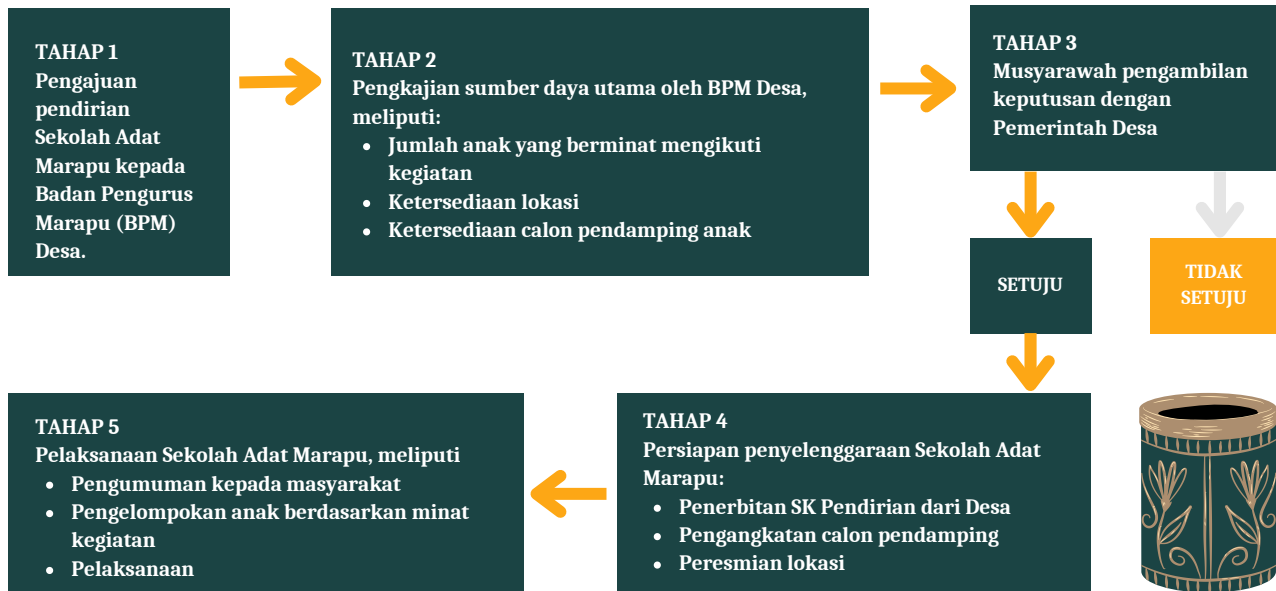 TAHAP 1
Pengajuan
pendirian
Sekolah Adat
Marapu kepada
Badan Pengurus
Marapu (BPM)
Desa.
TAHAP 2
Pengkajian sumber daya utama oleh BPM Desa,
meliputi:
• Jumlah anak yang berminat mengikuti
kegiatan
• Ketersediaan lokasi
• Ketersediaan calon pendamping anak
TAHAP 3
Musyarawah pengambilan
keputusan dengan
Pemerintah Desa
SETUJU
TIDAK
SETUJU
TAHAP 4
Persiapan penyelenggaraan Sekolah Adat
Marapu:
• Penerbitan SK Pendirian dari Desa
• Pengangkatan calon pendamping
• Peresmian lokasi
TAHAP 5
Pelaksanaan Sekolah Adat Marapu, meliputi
• Pengumuman kepada masyarakat
• Pengelompokan anak berdasarkan minat
kegiatan
• Pelaksanaan